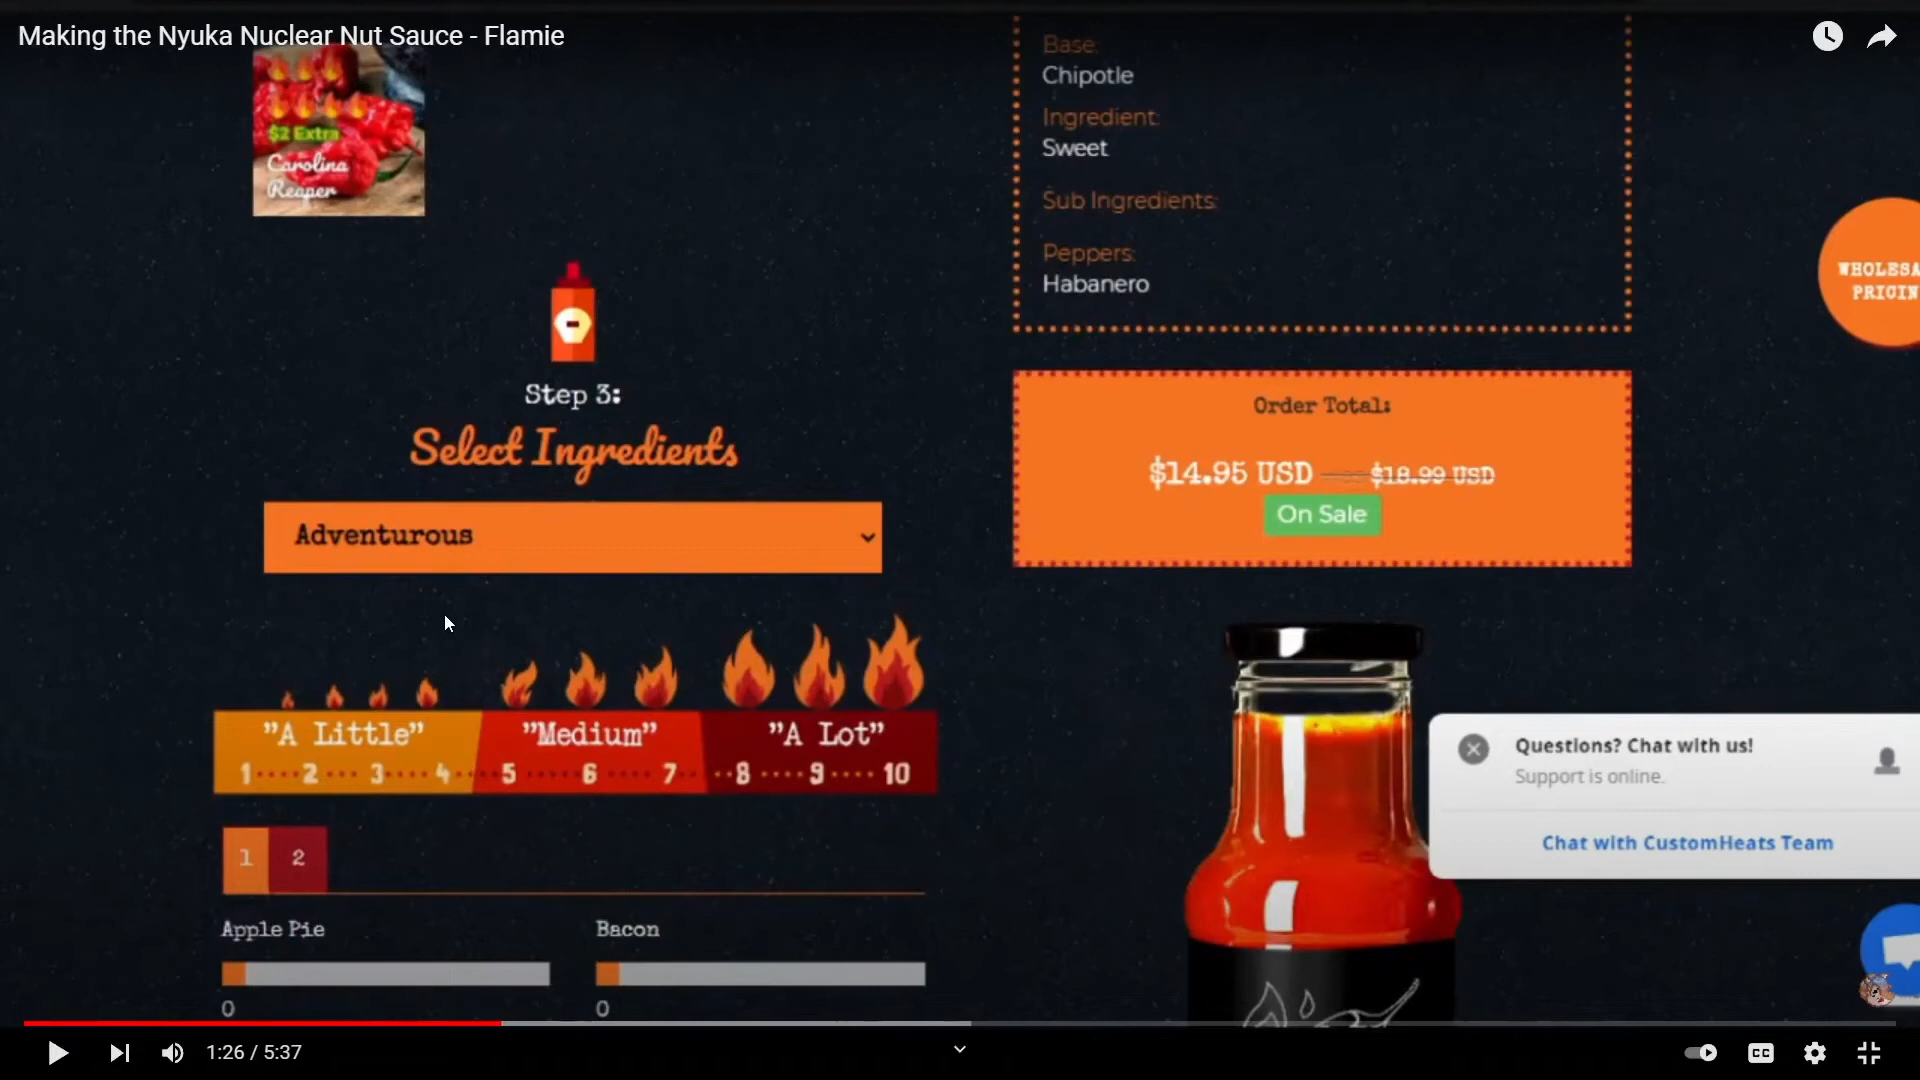 Making the Nyuka Nuclear Nut Sauce - Flamie
$2 Extra
Carolina
Reaper
Step 3:
Select Ingredients
Adventurous
"A Little" "Medium" "A Lot"
1 2 3 4 5 6 7 8 9 10
1 2
Apple Pie Bacon
0 0
Base:
Chipotle
Ingredient:
Sweet
Sub Ingredients:
Peppers:
Habanero
WHOLESA
PRICIN
Order Total:
$14.95 USD $18.99 USD
On Sale
Questions? Chat with us!
Support is online.
Chat with CustomHeats Team
1:26 / 5:37
CC